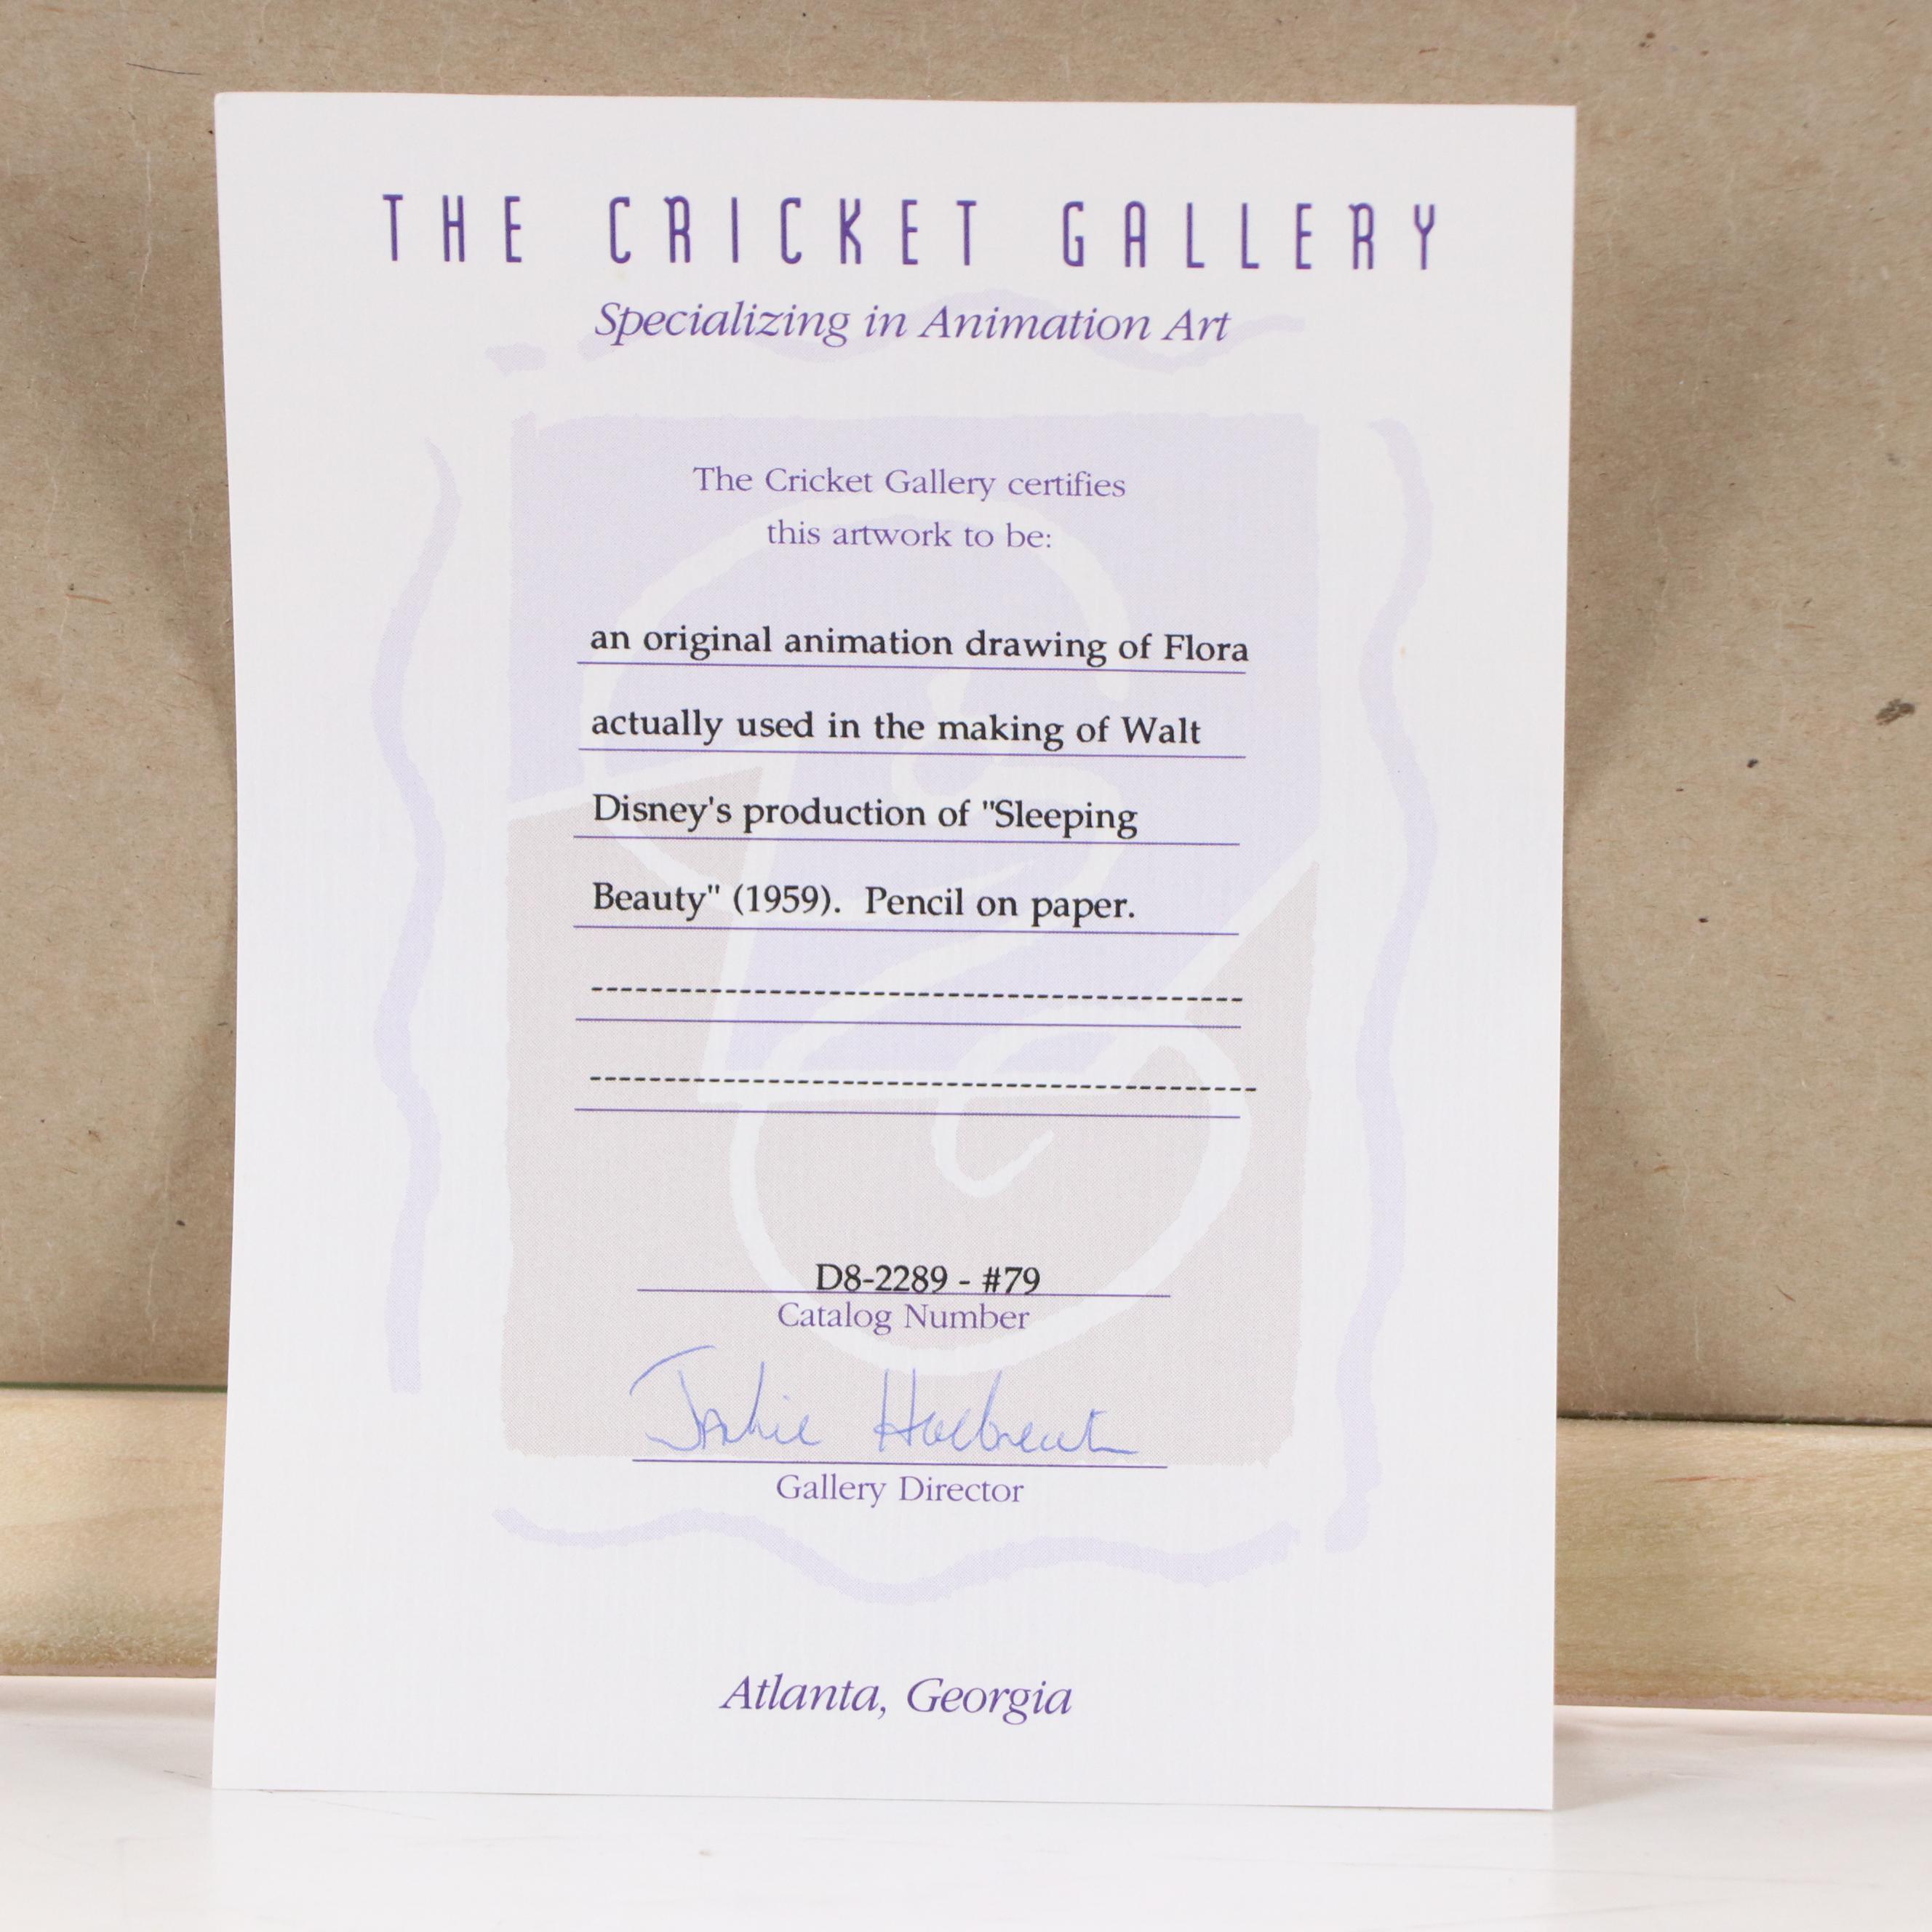 THE CRICKET GALLERY
Specializing in Animation Art
The Cricket Gallery certifies
this artwork to be:
an original animation drawing of Flora
actually used in the making of Walt
Disney's production of "Sleeping
Beauty" (1959). Pencil on paper.
D8-2289 - #79
Catalog Number
Gallery Director
Atlanta, Georgia